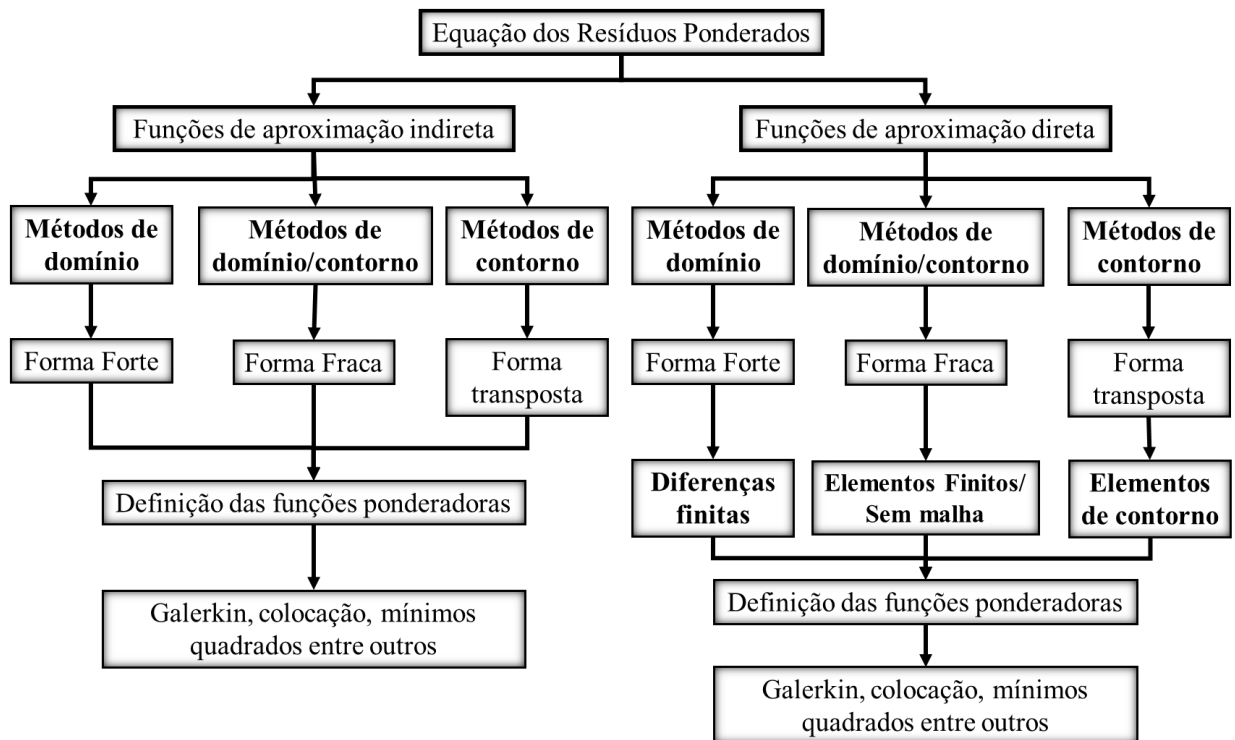 Equação dos Resíduos Ponderados
Funções de aproximação indireta
Funções de aproximação direta
Métodos de
domínio
Métodos de
domínio/contorno
Métodos de
contorno
Métodos de
domínio
Métodos de
domínio/contorno
Métodos de
contorno
Forma Forte
Forma Fraca
Forma
transposta
Forma Forte
Forma Fraca
Forma
transposta
Diferenças
finitas
Elementos Finitos/
Sem malha
Elementos
de contorno
Definição das funções ponderadoras
Galerkin, colocação, mínimos
quadrados entre outros
Definição das funções ponderadoras
Galerkin, colocação, mínimos
quadrados entre outros